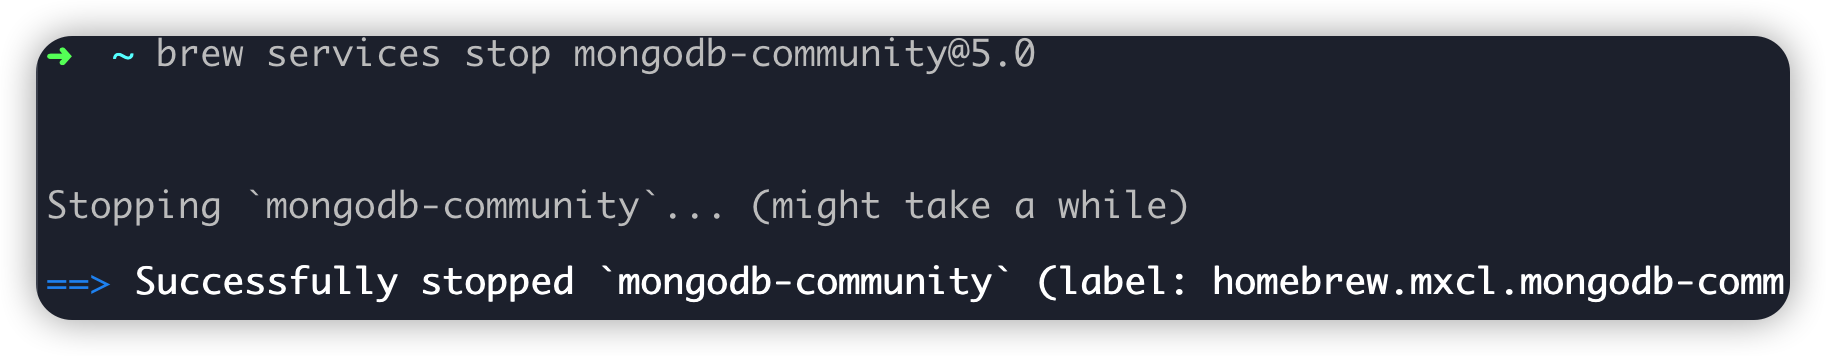 ➜  ~ brew services stop mongodb-community@5.0
Stopping `mongodb-community`... (might take a while)
==> Successfully stopped `mongodb-community` (label: homebrew.mxcl.mongodb-comm